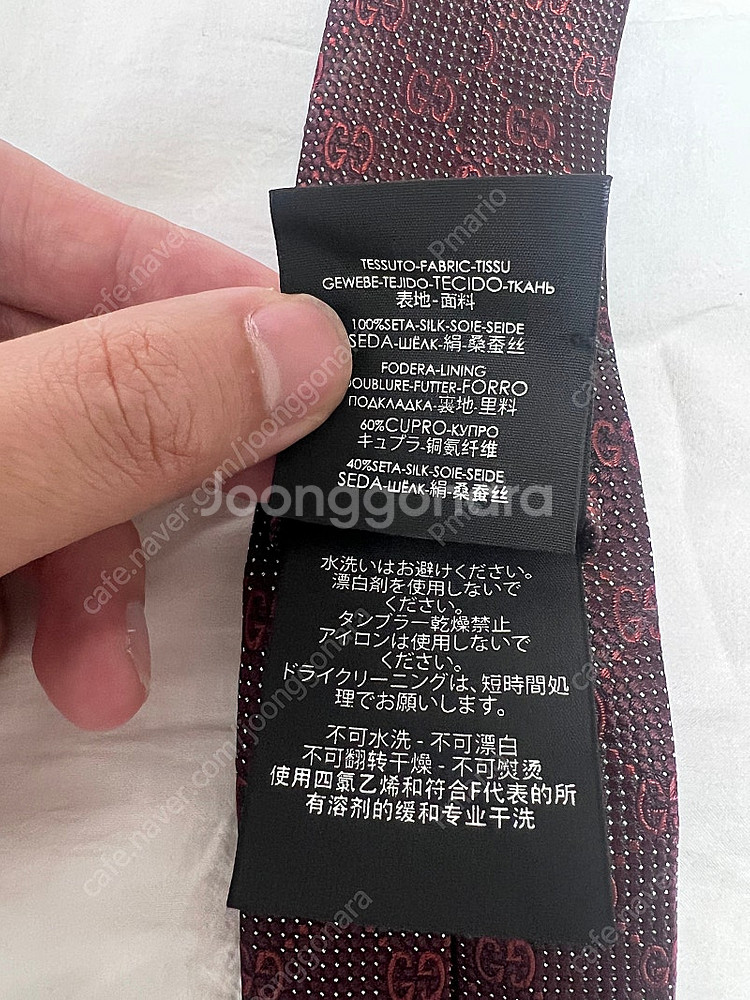 TESSUTO-FABRIC-TISSU
GEWEBE-TEJIDO-TECIDO-ТКАНЬ
表地-面料
100%SETA-SILK-SOIE-SEIDE
SEDA-ШЁЛК-絹-桑蚕丝
FODERA-LINING
DOUBLURE-FUTTER-FORRO
ПОДКЛАДКА-裏地-里料
60%CUPRO-КУПРО
キュプラ-铜氨纤维
40%SETA-SILK-SOIE-SEIDE
SEDA-ШЁЛК-絹-桑蚕丝
Joonggonara
水洗いはお避けください。
漂白剤を使用しないで
ください。
タンブラー乾燥禁止
アイロンは使用しないで
ください。
ドライクリーニングは、短時間処
理でお願いします。
不可水洗 - 不可漂白
不可翻转干燥 - 不可熨烫
使用四氯乙烯和符合F代表的所
有溶剂的缓和专业干洗
Pmario
cafe.naver.com/joonggonara